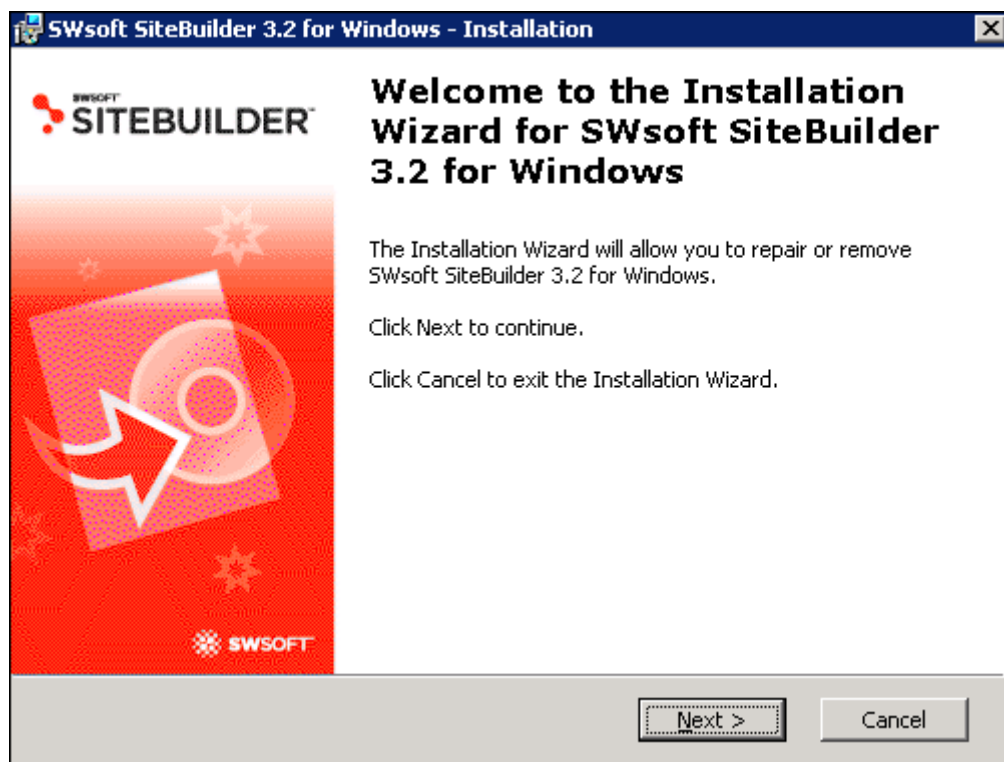 SWsoft SiteBuilder 3.2 for Windows - Installation
SWSOFT
SITEBUILDER™
Welcome to the Installation
Wizard for SWsoft SiteBuilder
3.2 for Windows
The Installation Wizard will allow you to repair or remove
SWsoft SiteBuilder 3.2 for Windows.
Click Next to continue.
Click Cancel to exit the Installation Wizard.
SWSOFT
Next >
Cancel